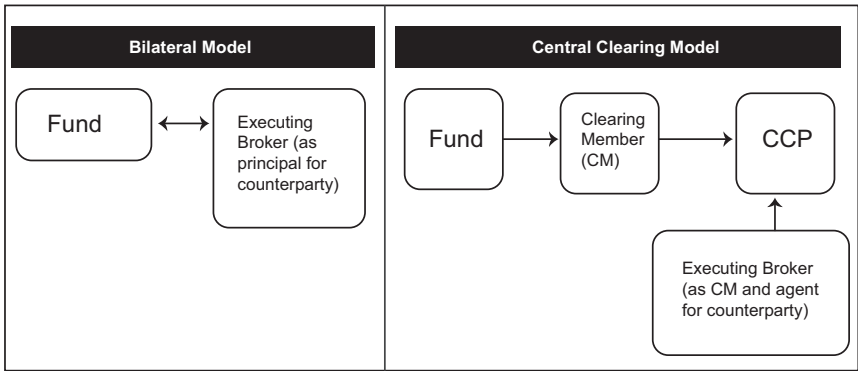 Bilateral Model
Fund
Executing
Broker (as
principal for
counterparty)
Central Clearing Model
Fund
Clearing
Member
(CM)
CCP
Executing Broker
(as CM and agent
for counterparty)